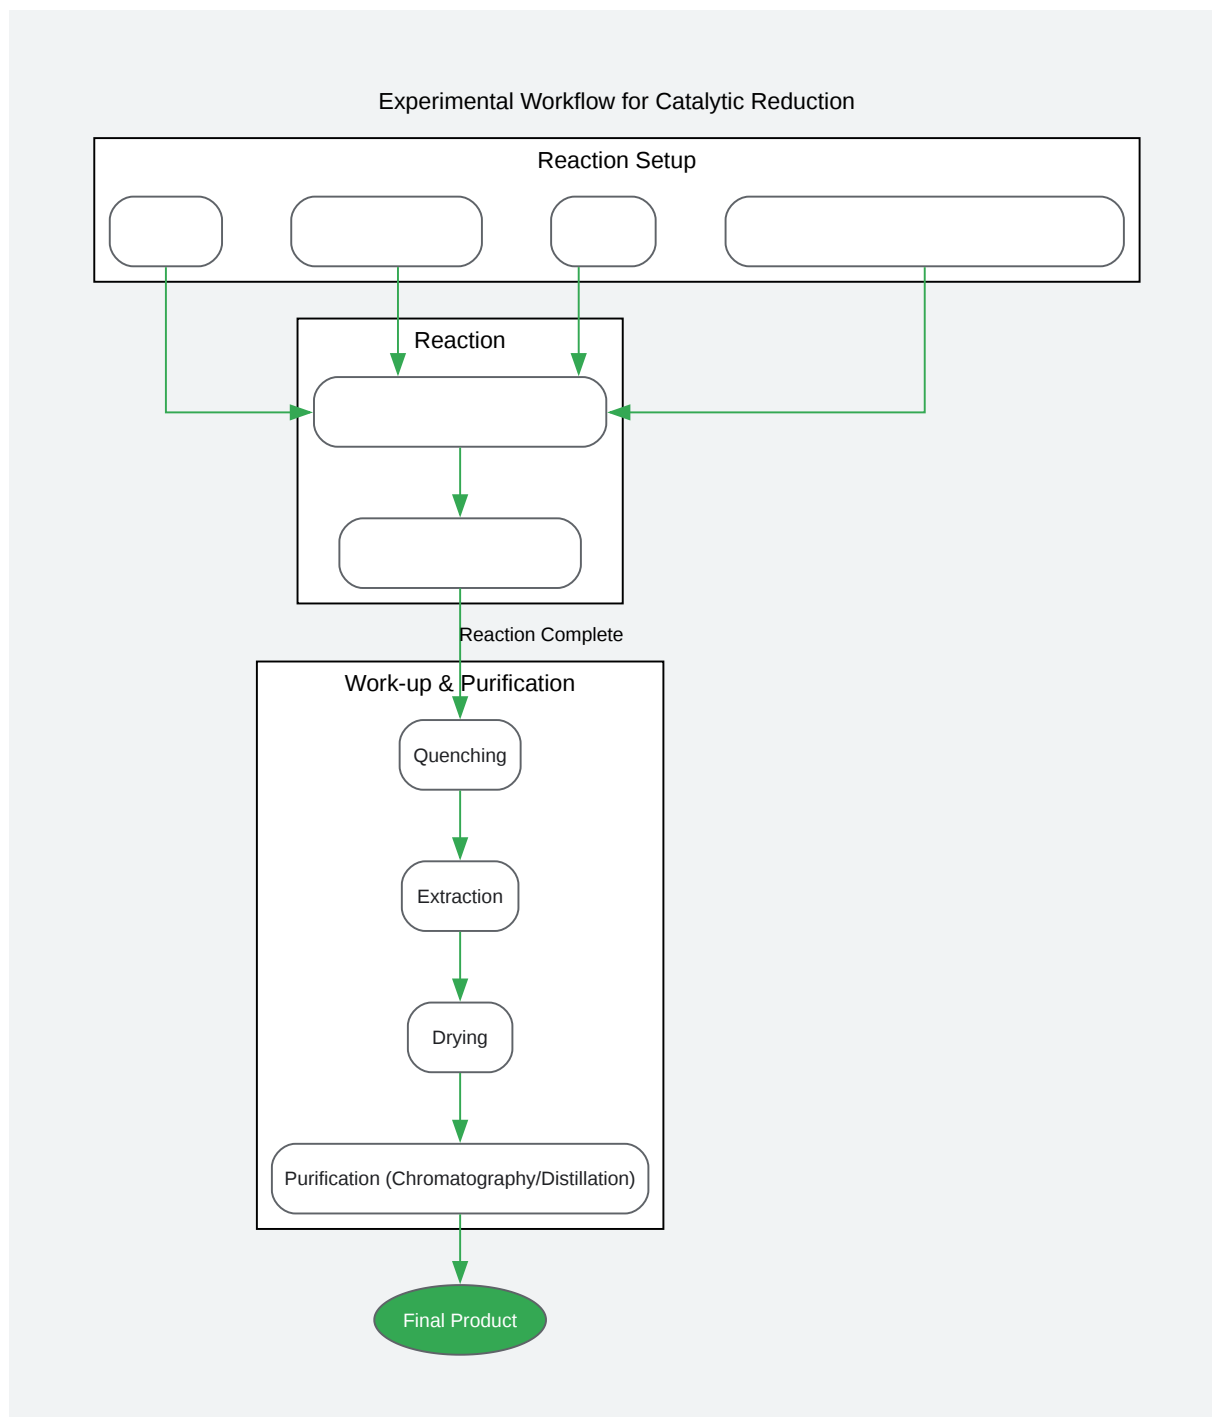 Experimental Workflow for Catalytic Reduction
Reaction Setup
Reaction
Reaction Complete
Work-up & Purification
Quenching
Extraction
Drying
Purification (Chromatography/Distillation)
Final Product